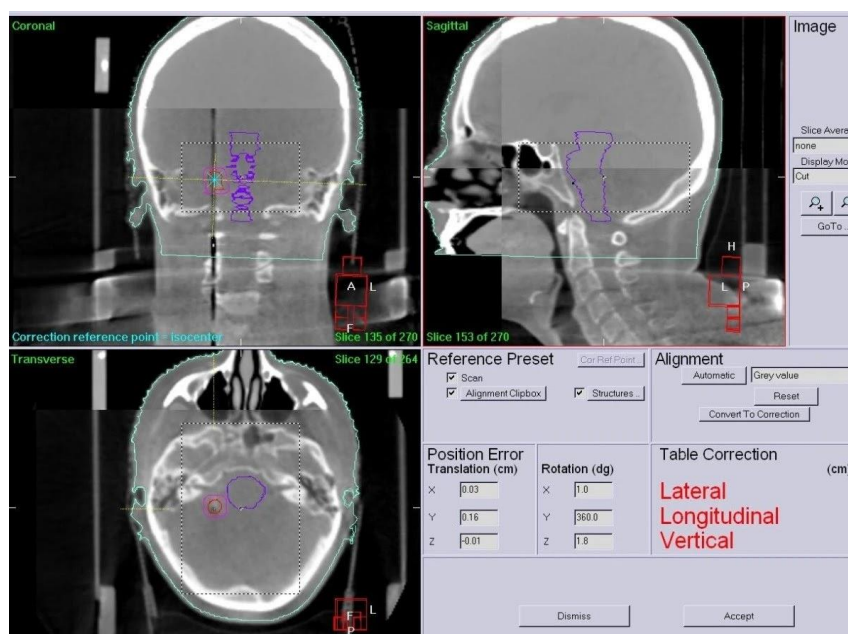 Coronal
A
L
F
Correction reference point = isocenter
Slice 135 of 270
Sagittal
H
L
P
Slice 153 of 270
Image
Slice Aver
none
Display Mo
Cut
GoTo ..
Transverse
Slice 129 of 264
L
F
P
Reference Preset
Cor Ref Point ..
Scan
Alignment Clipbox
Structures ..
Alignment
Automatic
Grey value
Reset
Convert To Correction
Position Error
Translation (cm)
X 0.03
Y 0.16
Z -0.01
Rotation (dg)
X 1.0
Y 360.0
Z 1.8
Table Correction
(cm)
Lateral
Longitudinal
Vertical
Dismiss
Accept